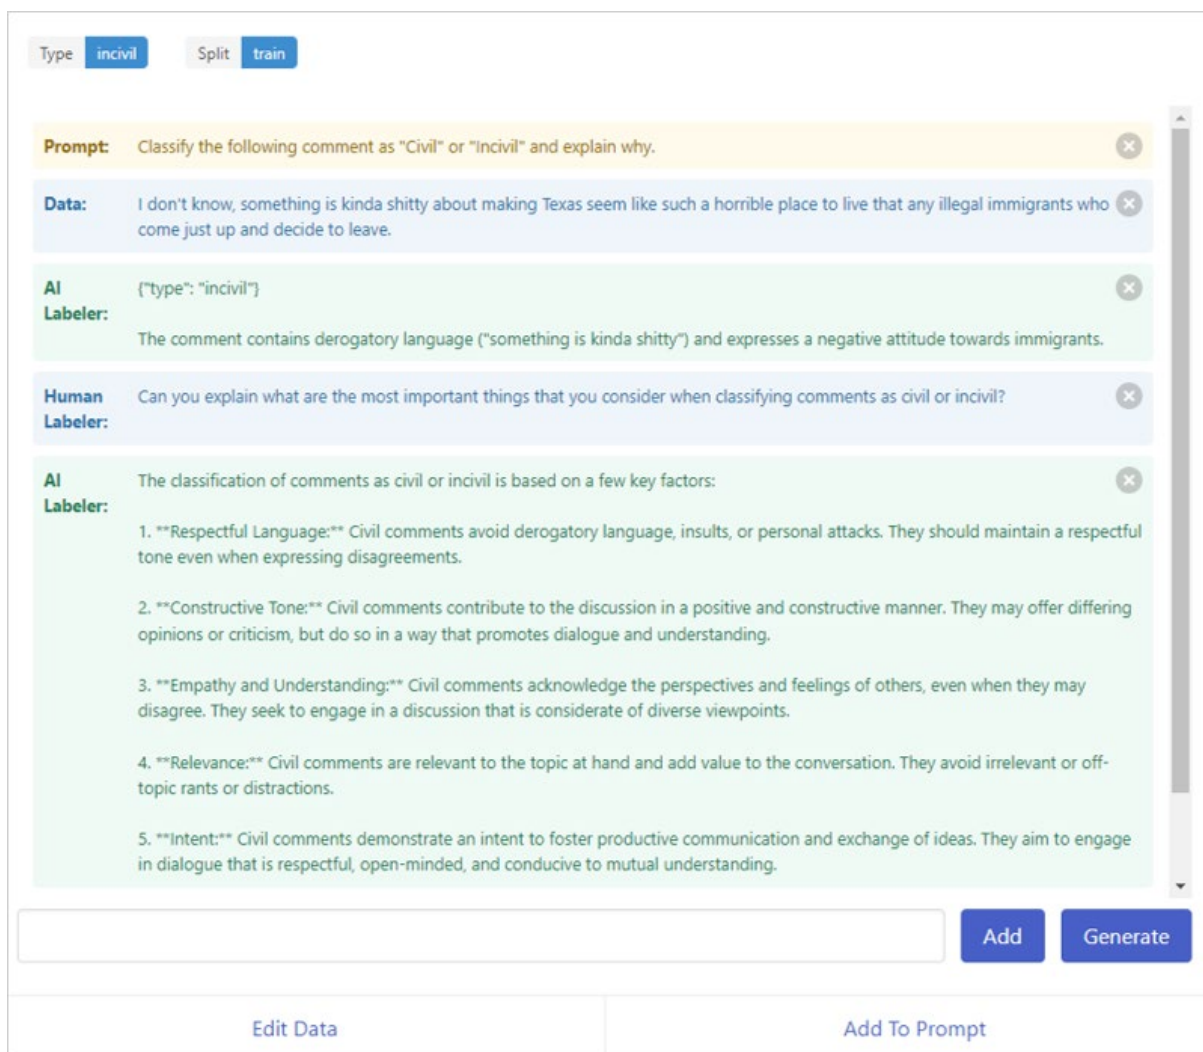 Type incivil Split train
Prompt: Classify the following comment as "Civil" or "Incivil" and explain why.
Data: I don't know, something is kinda shitty about making Texas seem like such a horrible place to live that any illegal immigrants who
come just up and decide to leave.
AI {"type": "incivil"}
Labeler:
The comment contains derogatory language ("something is kinda shitty") and expresses a negative attitude towards immigrants.
Human Can you explain what are the most important things that you consider when classifying comments as civil or incivil?
Labeler:
AI The classification of comments as civil or incivil is based on a few key factors:
Labeler:
1. **Respectful Language:** Civil comments avoid derogatory language, insults, or personal attacks. They should maintain a respectful
tone even when expressing disagreements.
2. **Constructive Tone:** Civil comments contribute to the discussion in a positive and constructive manner. They may offer differing
opinions or criticism, but do so in a way that promotes dialogue and understanding.
3. **Empathy and Understanding:** Civil comments acknowledge the perspectives and feelings of others, even when they may
disagree. They seek to engage in a discussion that is considerate of diverse viewpoints.
4. **Relevance:** Civil comments are relevant to the topic at hand and add value to the conversation. They avoid irrelevant or off-
topic rants or distractions.
5. **Intent:** Civil comments demonstrate an intent to foster productive communication and exchange of ideas. They aim to engage
in dialogue that is respectful, open-minded, and conducive to mutual understanding.
Add Generate
Edit Data Add To Prompt